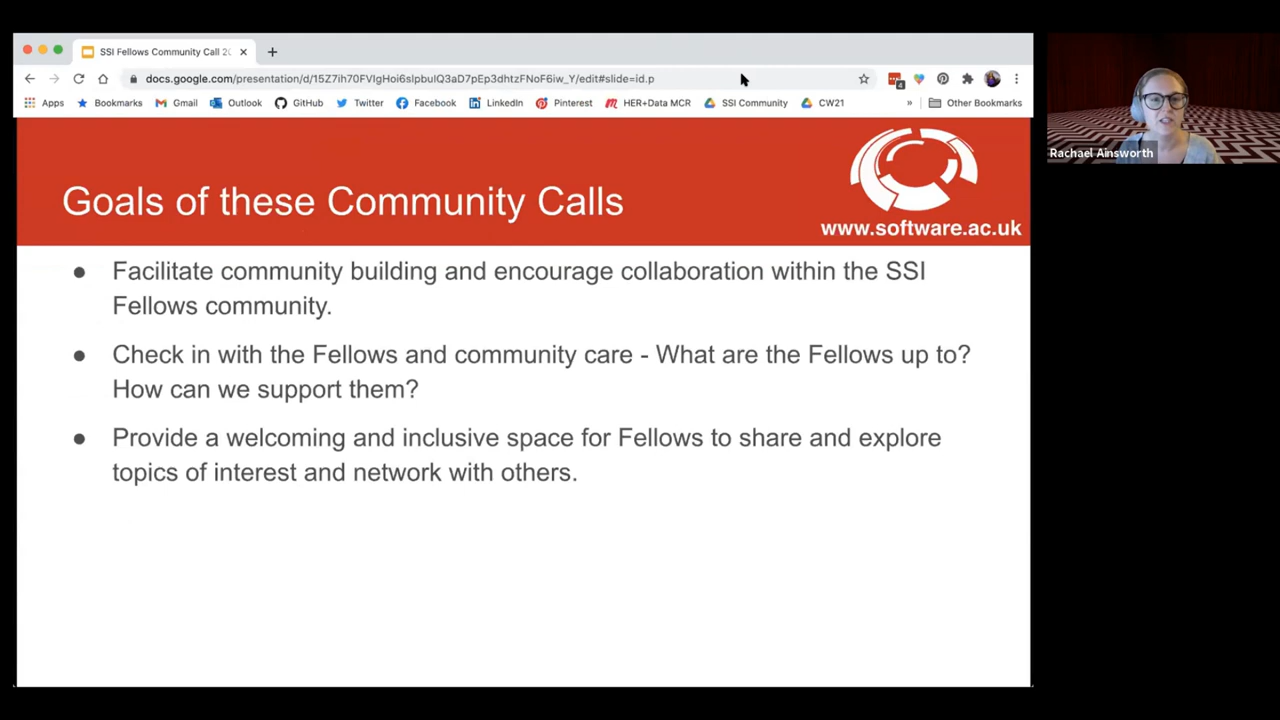 SSI Fellows Community Call 20
docs.google.com/presentation/d/15Z7ih70FVIgHoi6slpbulQ3aD7pEp3dhtzFNoF6iw_Y/edit#slide=id.p
4
Apps Bookmarks Gmail Outlook GitHub Twitter Facebook LinkedIn Pinterest HER+Data MCR SSI Community CW21 » Other Bookmarks
Rachael Ainsworth
Goals of these Community Calls
www.software.ac.uk
● Facilitate community building and encourage collaboration within the SSI
Fellows community.
● Check in with the Fellows and community care - What are the Fellows up to?
How can we support them?
● Provide a welcoming and inclusive space for Fellows to share and explore
topics of interest and network with others.